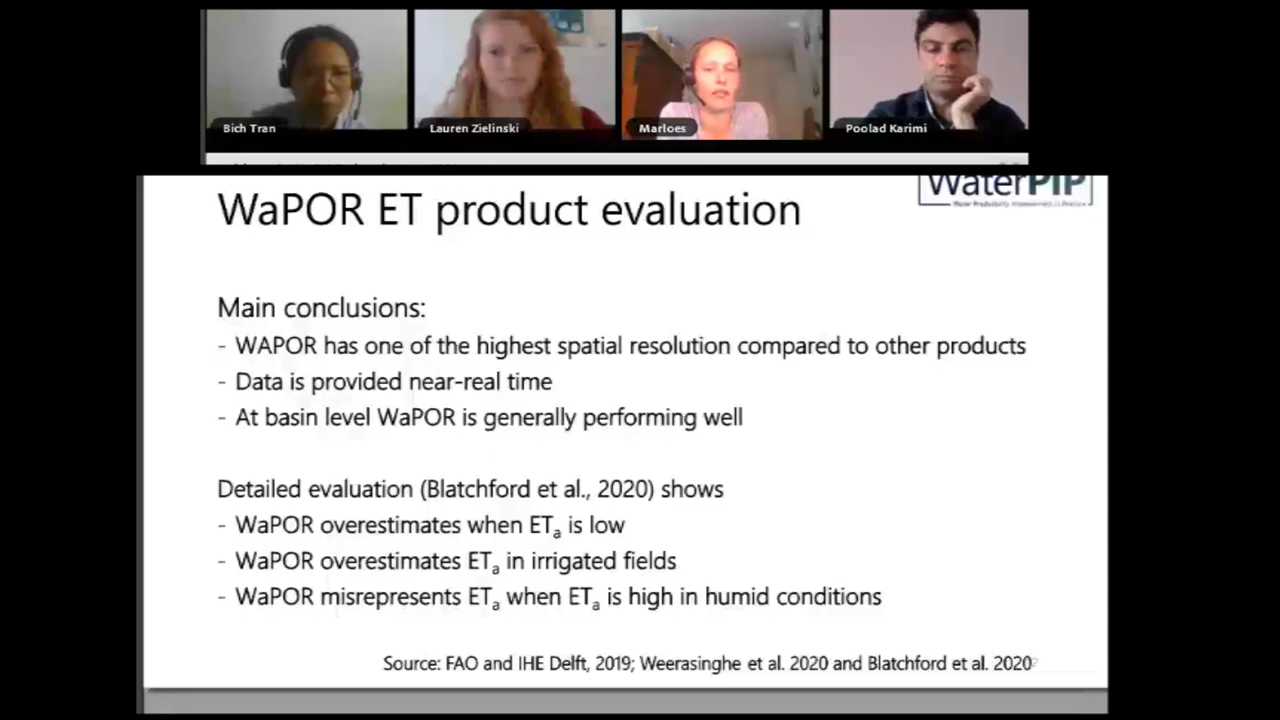 Bich Tran
Lauren Zielinski
Marloes
Poolad Karimi
WaterPIP
WaPOR ET product evaluation
Main conclusions:
- WAPOR has one of the highest spatial resolution compared to other products
- Data is provided near-real time
- At basin level WaPOR is generally performing well
Detailed evaluation (Blatchford et al., 2020) shows
- WaPOR overestimates when ETa is low
- WaPOR overestimates ETa in irrigated fields
- WaPOR misrepresents ETa when ETa is high in humid conditions
Source: FAO and IHE Delft, 2019; Weerasinghe et al. 2020 and Blatchford et al. 2020